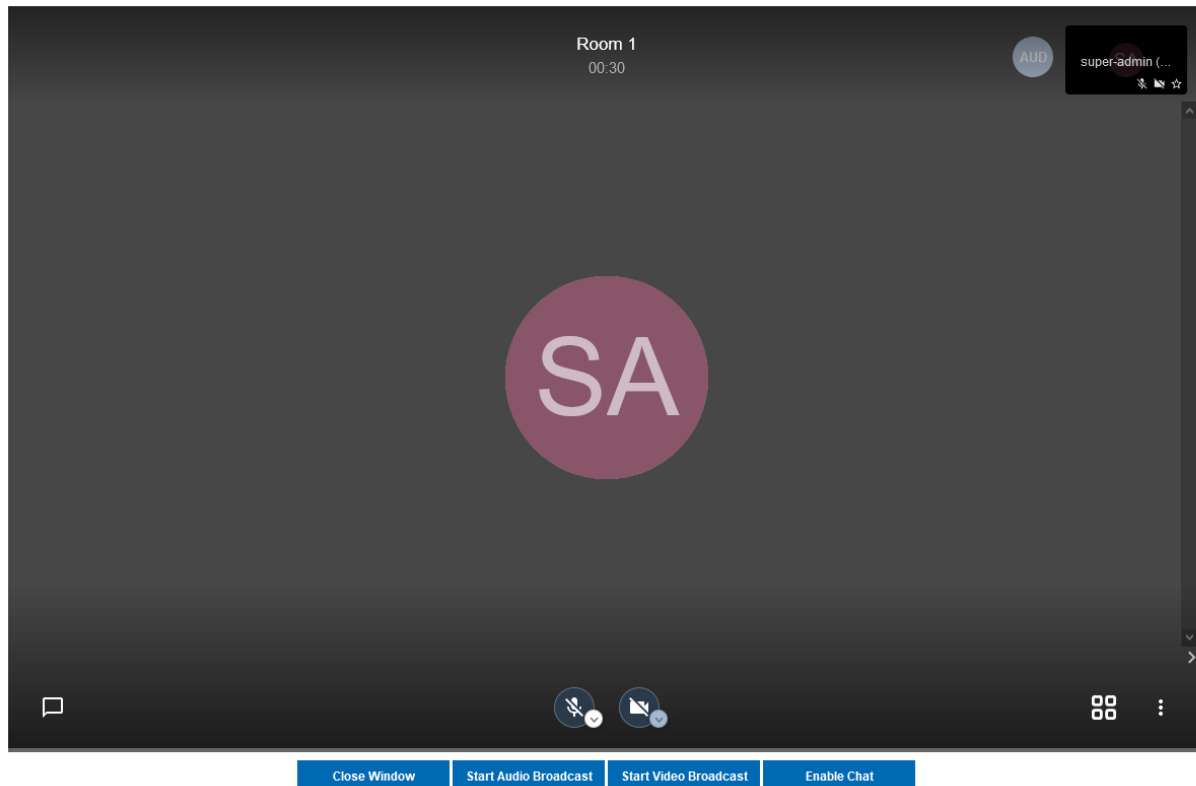 Room 1
00:30
AUD
super-admin (...
SA
Close Window
Start Audio Broadcast
Start Video Broadcast
Enable Chat